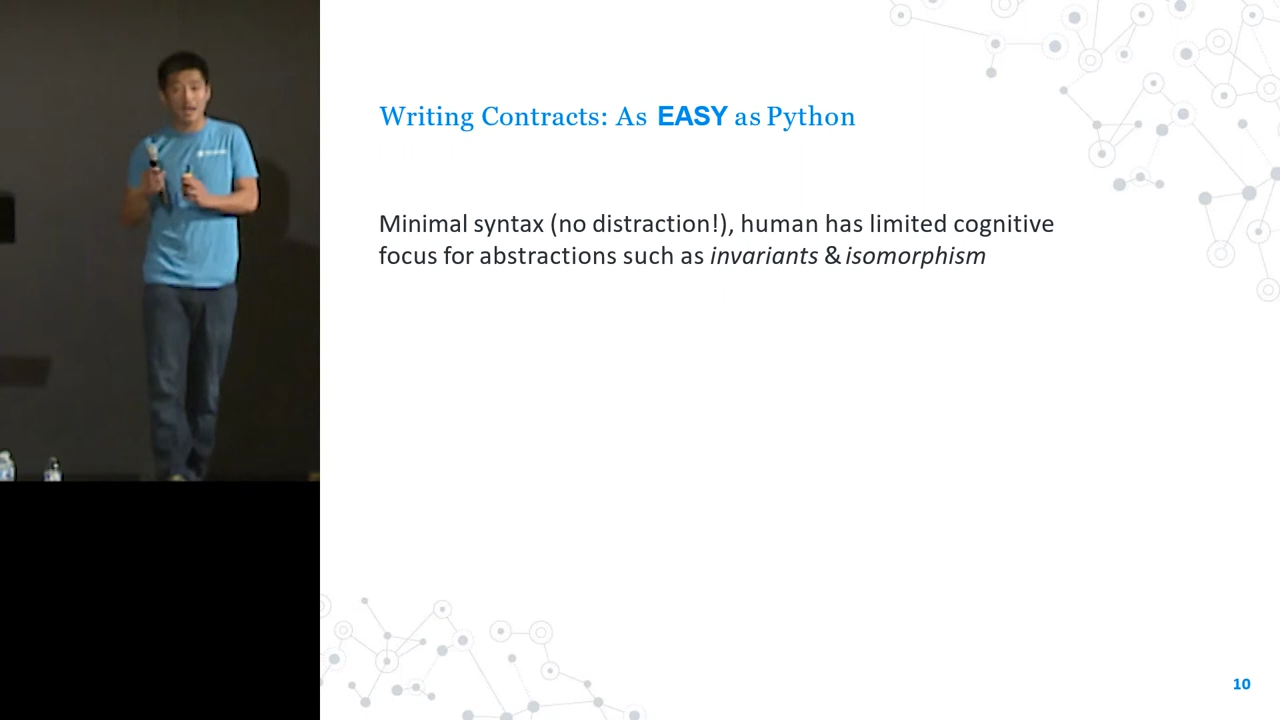 Writing Contracts: As EASY as Python
Minimal syntax (no distraction!), human has limited cognitive
focus for abstractions such as invariants & isomorphism
10